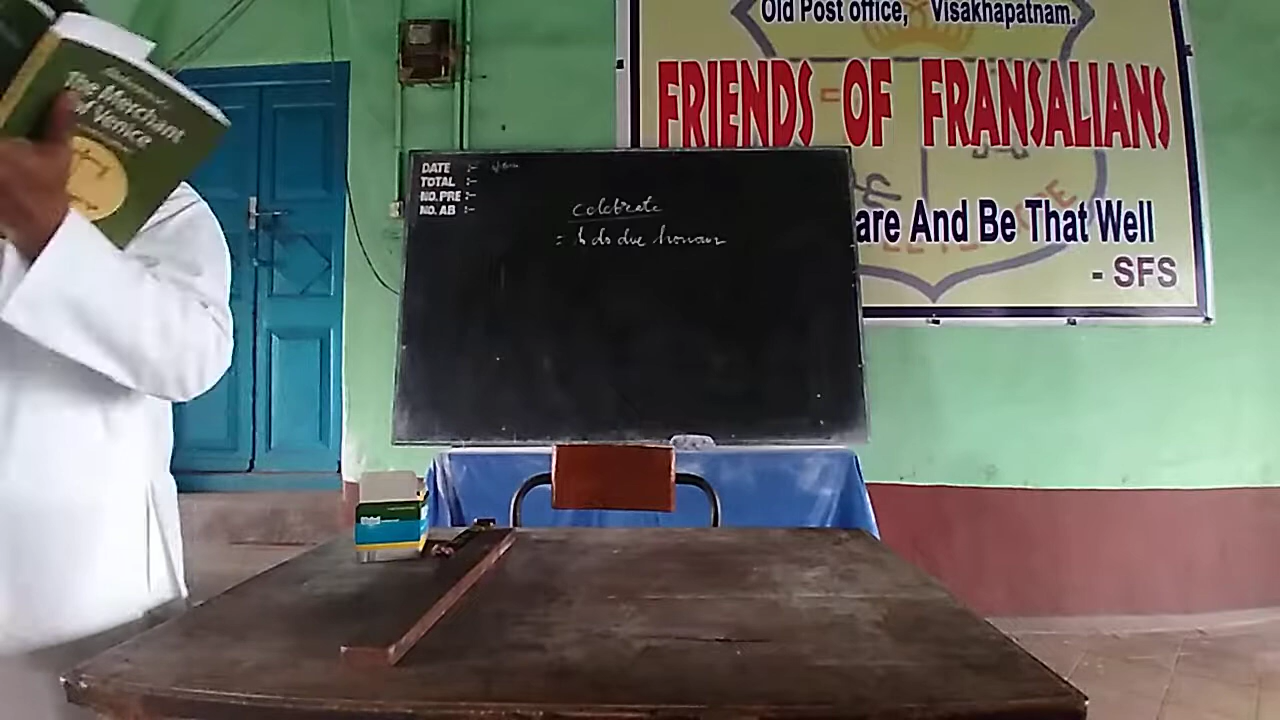 Old Post office, Visakhapatnam.
FRIENDS OF FRANSALIANS
are And Be That Well
- SFS
The Merchant
of Venice
DATE :-
TOTAL :-
NO. PRE :-
NO. AB :-
celebrate
= to do due honour